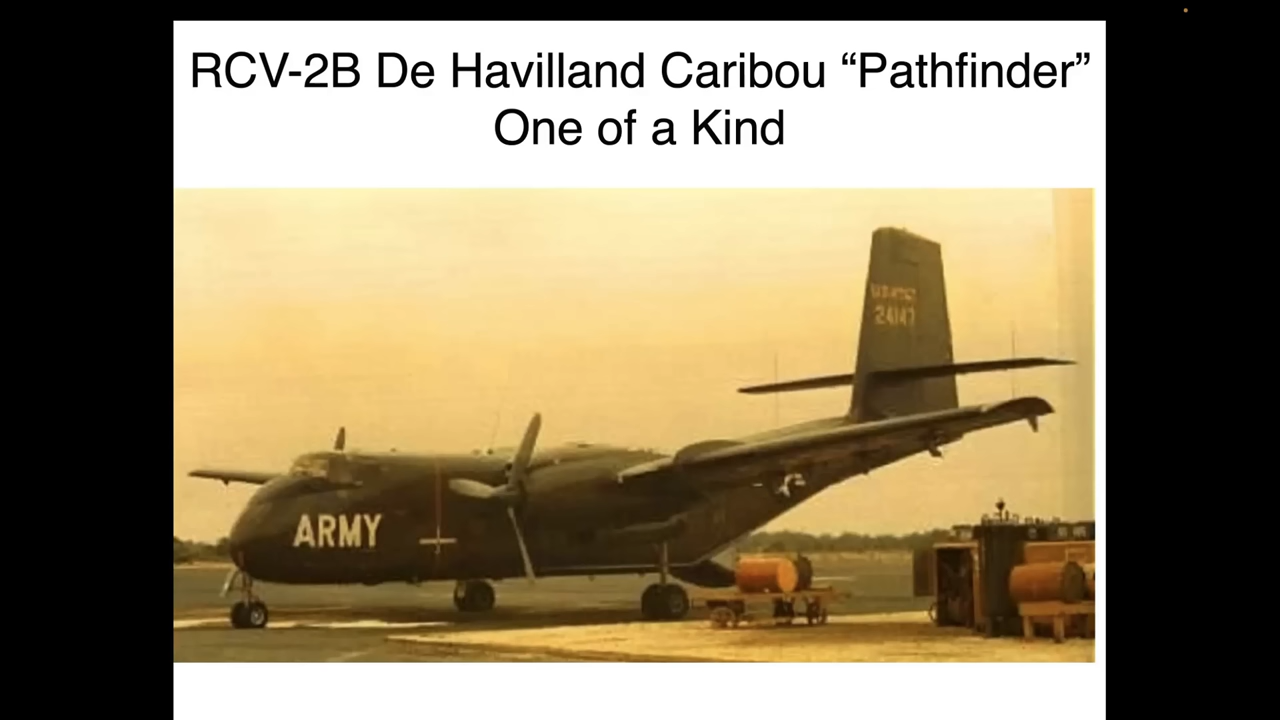 RCV-2B De Havilland Caribou “Pathfinder”
One of a Kind
24147
ARMY